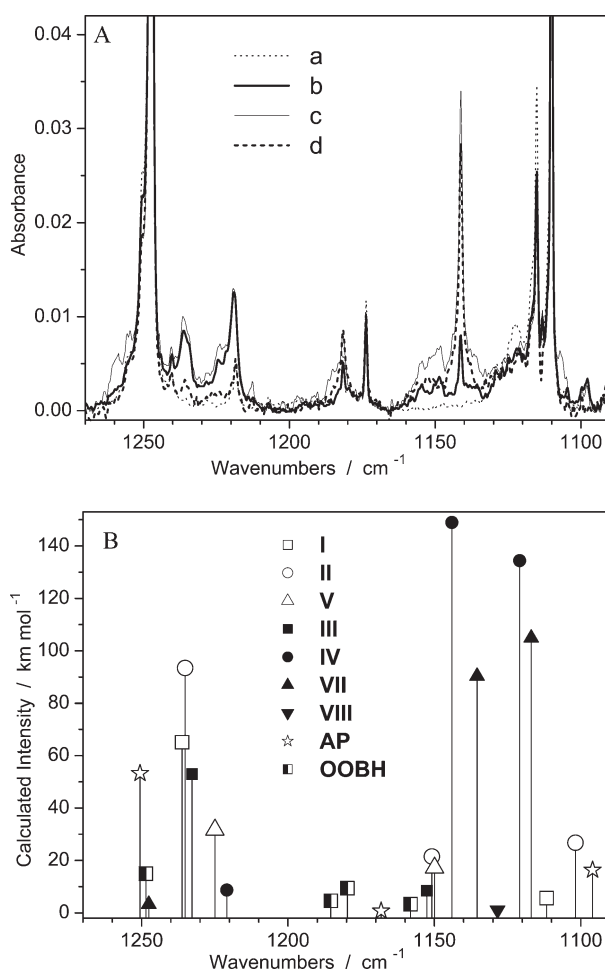 A
0.04
0.03
0.02
0.01
0.00
Absorbance
a
b
c
d
1250
1200
1150
1100
Wavenumbers / cm -1
B
140
120
100
80
60
40
20
0
Calculated Intensity / km mol-1
I
II
V
III
IV
VII
VIII
AP
OOBH
1250
1200
1150
1100
Wavenumbers / cm -1